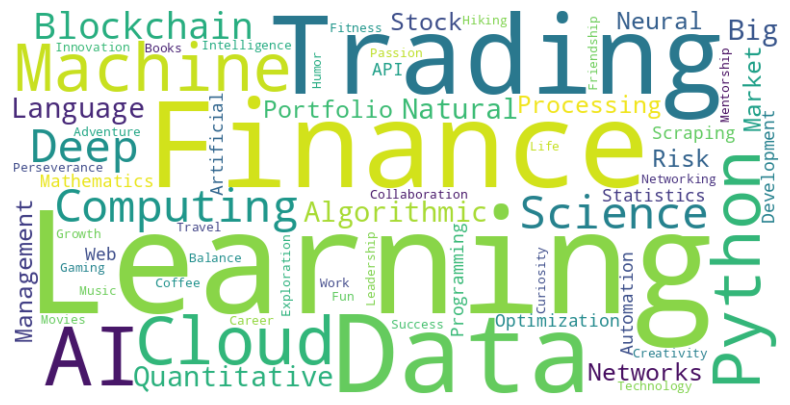 Blockchain
Innovation
Books
Intelligence
Machine
Trading
Fitness
Humor
Stock
Hiking
Passion
API
Friendship
Neural
Big
Mentorship
Market
Language
Adventure
Deep
Perseverance
Mathematics
Artificial
Finance
Portfolio
Natural
Processing
Life
Scraping
Risk
Networking
Statistics
Development
Collaboration
Computing
Algorithmic
Science
Python
Management
Growth
Web
Gaming
Music
Movies
Travel
Balance
Coffee
Learning
Exploration
Work
Fun
Leadership
Programming
Curiosity
Automation
Career
Success
Optimization
Creativity
AI
Cloud
Quantitative
Data
Networks
Technology